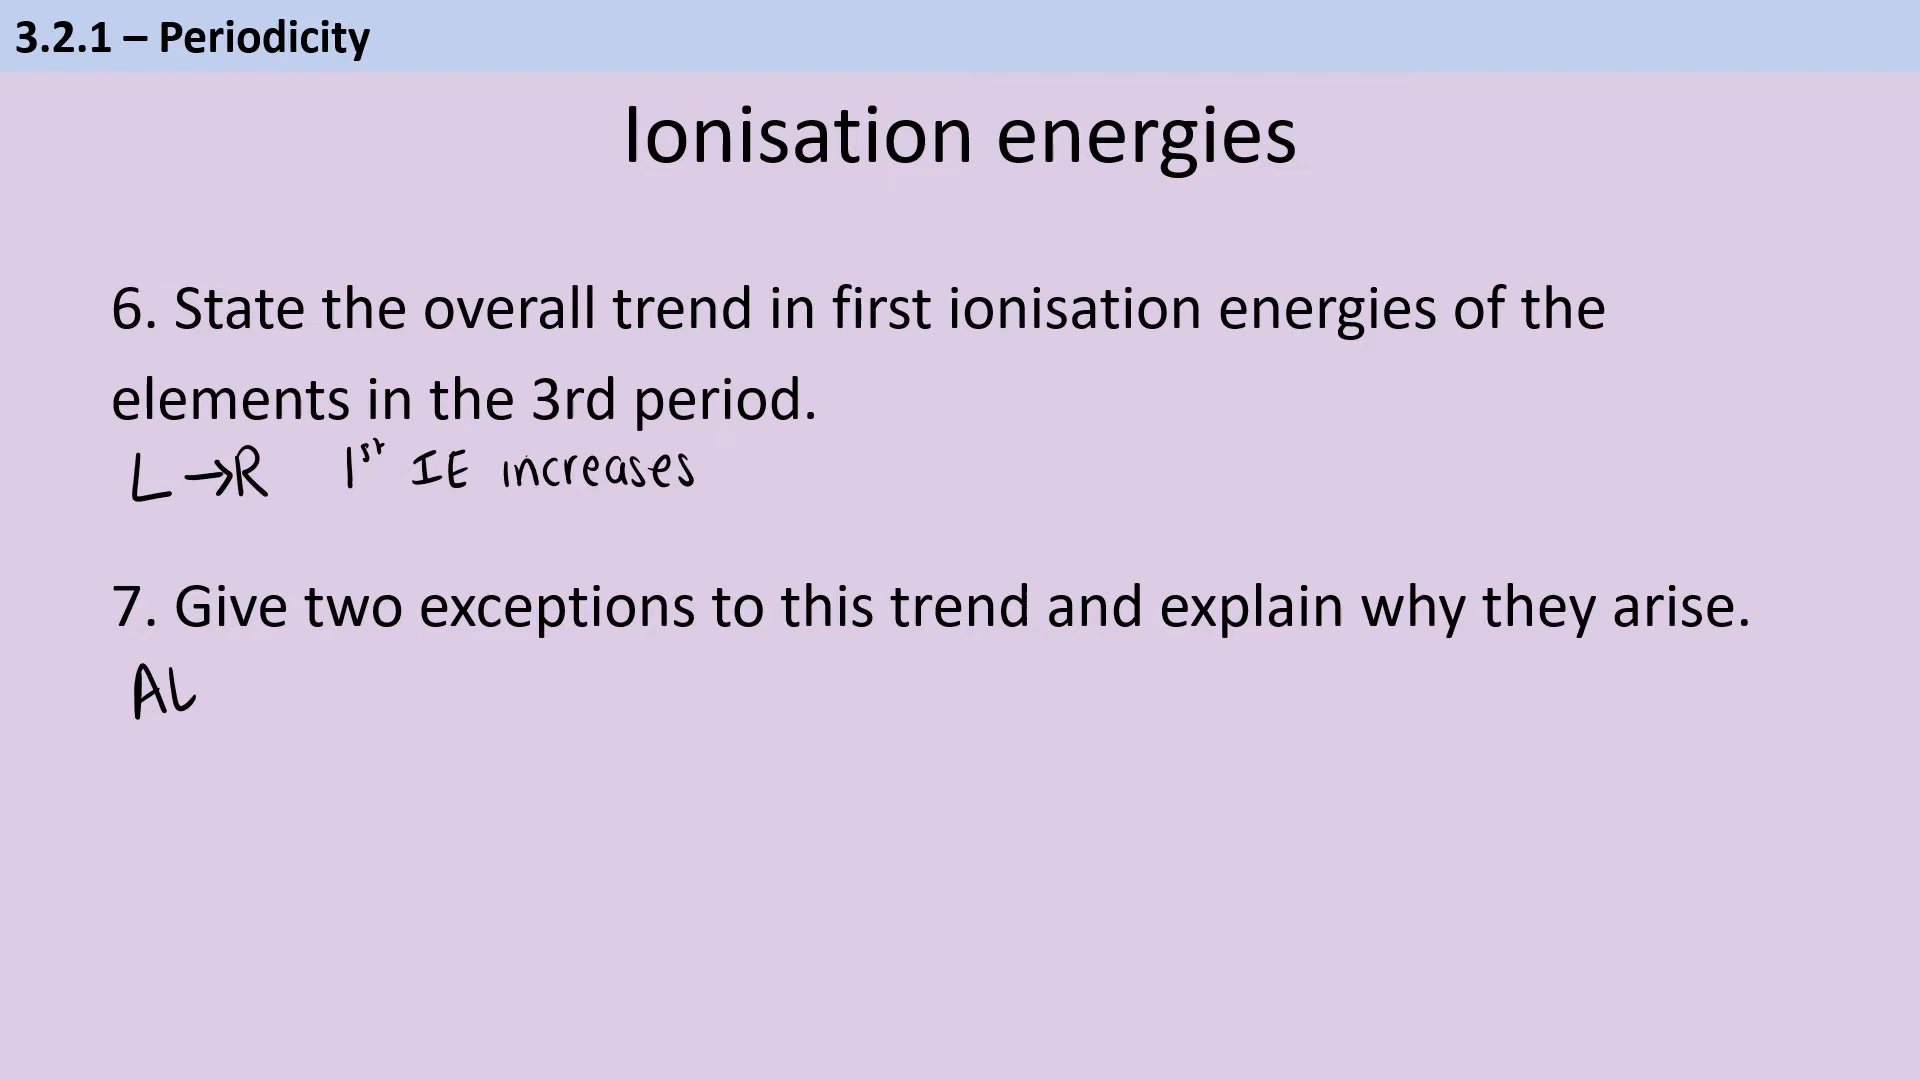 3.2.1 – Periodicity
Ionisation energies
6. State the overall trend in first ionisation energies of the
elements in the 3rd period.
L → R 1st IE increases
7. Give two exceptions to this trend and explain why they arise.
Al